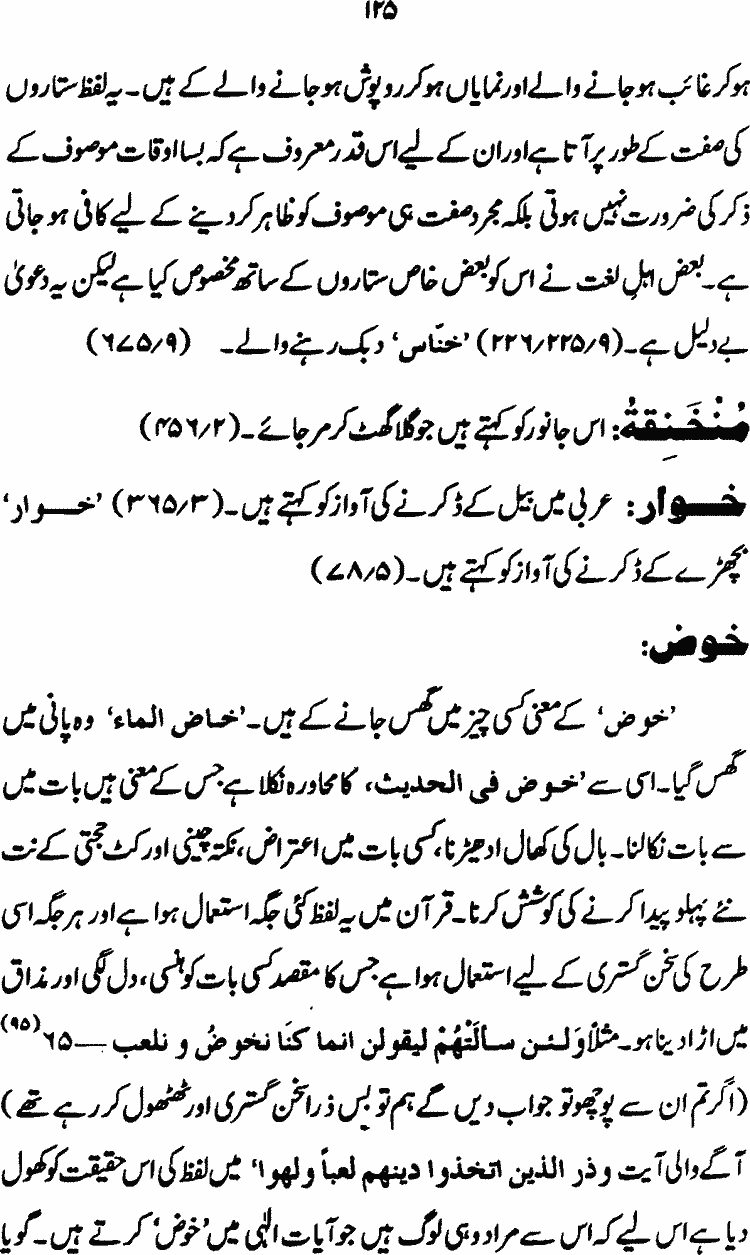 ۱۲۵
ہوکر غائب ہو جانے والے اور نمایاں ہوکر روپوش ہو جانے والے کے ہیں۔ یہ لفظ ستاروں
کی صفت کے طور پر آتا ہے اور ان کے لیے اس قدر معروف ہے کہ بسا اوقات موصوف کے
ذکر کی ضرورت نہیں ہوتی بلکہ مجرد صفت ہی موصوف کو ظاہر کر دینے کے لیے کافی ہو جاتی
ہے۔ بعض اہلِ لغت نے اس کو بعض خاص ستاروں کے ساتھ مخصوص کیا ہے لیکن یہ دعویٰ
بے دلیل ہے۔ (۲۲۶/۲۲۵/۹) ’خنّاس‘ دبک رہنے والے۔ (۶۷۵/۹)
مُنْخَنِقَةُ: اس جانور کو کہتے ہیں جو گلا گھٹ کر مر جائے۔ (۴۵۶/۲)
خوار: عربی میں بیل کے ڈکرنے کی آواز کو کہتے ہیں۔ (۳۶۵/۳) ’خوار‘
بچھڑے کے ڈکرنے کی آواز کو کہتے ہیں۔ (۷۸/۵)
خوض:
’خوض‘ کے معنی کسی چیز میں گھس جانے کے ہیں۔ ’خاض الماء‘ وہ پانی میں
گھس گیا۔ اسی سے ’خوض فی الحدیث‘، کا محاورہ نکلا ہے جس کے معنی ہیں بات میں
سے بات نکالنا۔ بال کی کھال ادھیڑنا، کسی بات میں اعتراض، نکتہ چینی اور کٹ حجتی کے نت
نئے پہلو پیدا کرنے کی کوشش کرنا۔ قرآن میں یہ لفظ کئی جگہ استعمال ہوا ہے اور ہر جگہ اسی
طرح کی سخن گستری کے لیے استعمال ہوا ہے جس کا مقصد کسی بات کو ہنسی، دل لگی اور مذاق
میں اڑا دینا ہو۔ مثلاً وَلَئن سالَتَهُمْ ليقولن انما كنّا نخوضُ و نلعب —۶۵ (۹۵)
(اگر تم ان سے پوچھو تو جواب دیں گے ہم تو بس ذرا سخن گستری اور ٹھٹھول کر رہے تھے)
آگے والی آیت وذر الذين اتخذوا دينهم لعباً ولهوا‘ میں لفظ کی اس حقیقت کو کھول
دیا ہے اس لیے کہ اس سے مراد وہی لوگ ہیں جو آیات الٰہی میں ’خوض‘ کرتے ہیں۔ گویا